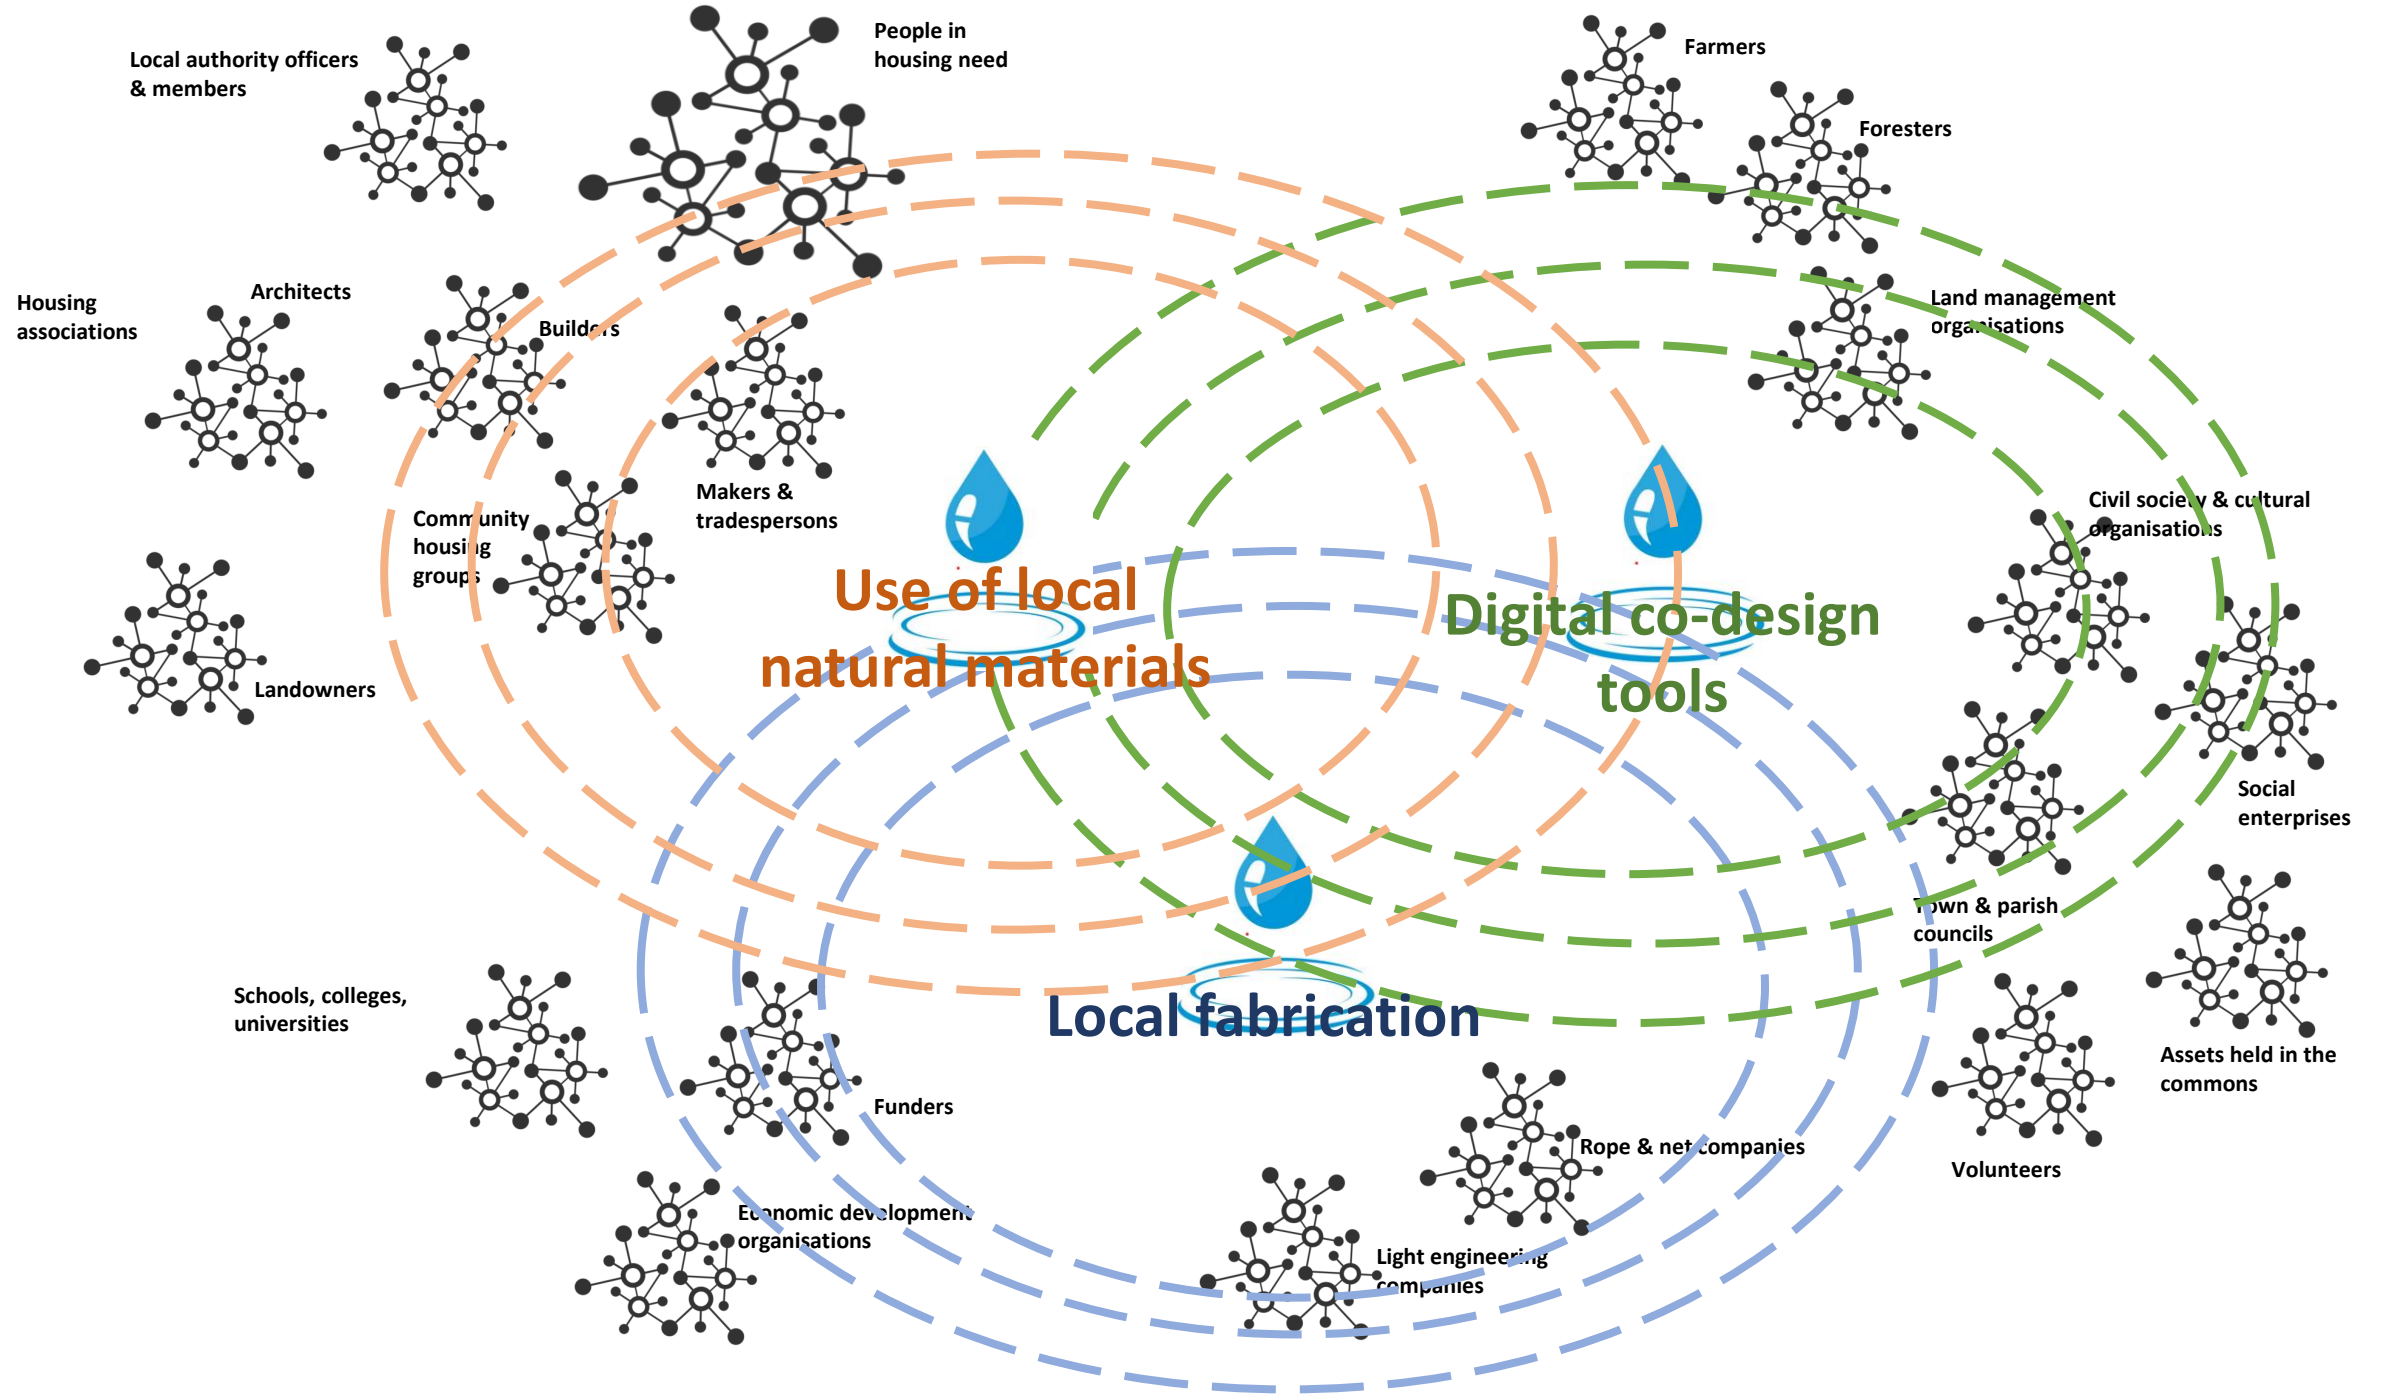 Local authority officers
& members
People in
housing need
Farmers
Foresters
Housing
associations
Architects
Builders
Land management
organisations
Makers &
tradespersons
Community
housing
groups
Civil society & cultural
organisations
Use of local
natural materials
Digital co-design
tools
Landowners
Social
enterprises
Town & parish
councils
Schools, colleges,
universities
Local fabrication
Assets held in the
commons
Funders
Rope & net companies
Volunteers
Economic development
organisations
Light engineering
companies